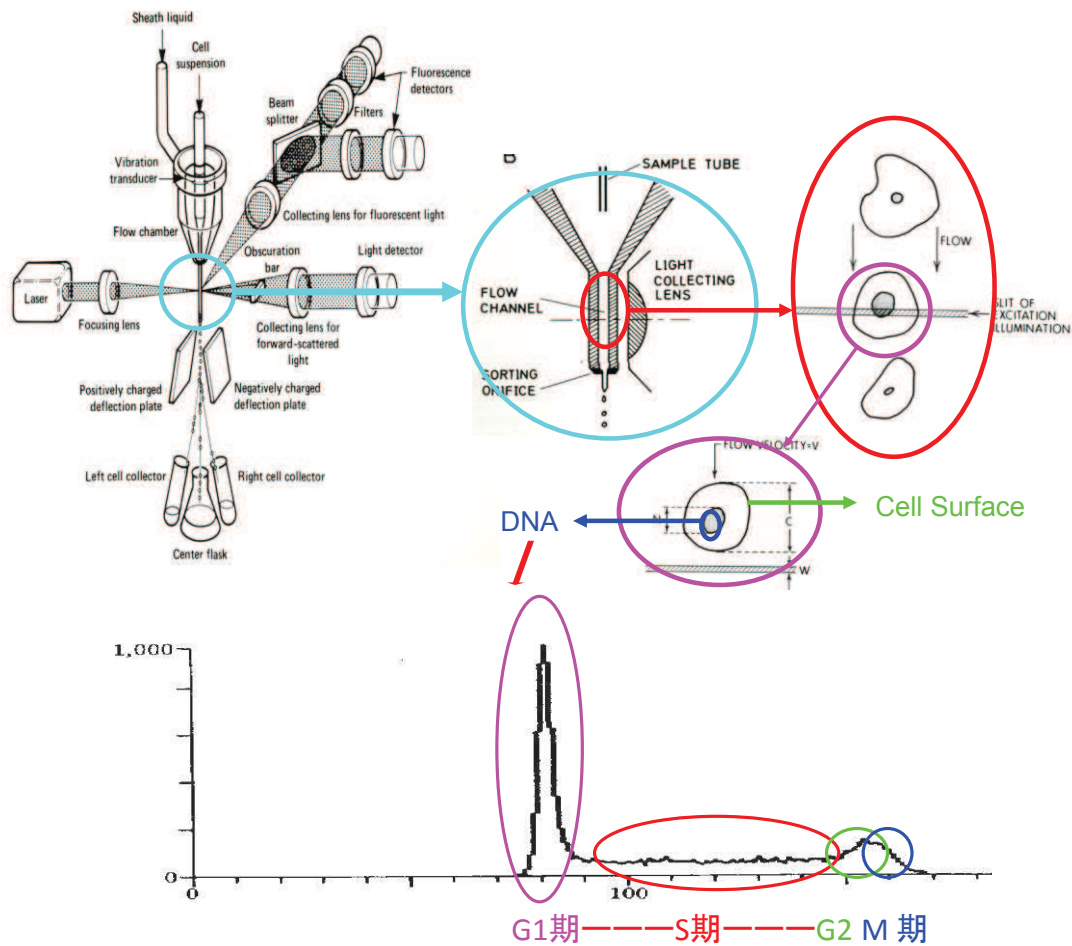 Sheath liquid
Cell
suspension
Vibration
transducer
Flow chamber
Laser
Focusing lens
Beam
splitter
Filters
Fluorescence
detectors
Collecting lens for fluorescent light
Obscuration
bar
Light detector
Collecting lens for
forward-scattered
light
Positively charged
deflection plate
Negatively charged
deflection plate
Left cell collector
Right cell collector
Center flask
SAMPLE TUBE
FLOW
CHANNEL
LIGHT
COLLECTING
LENS
SORTING
ORIFICE
FLOW
SLIT OF
EXCITATION
ILLUMINATION
FLOW VELOCITY=V
N
C
W
DNA
Cell Surface
1,000
0
0
100
G1期———S期———G2 M 期